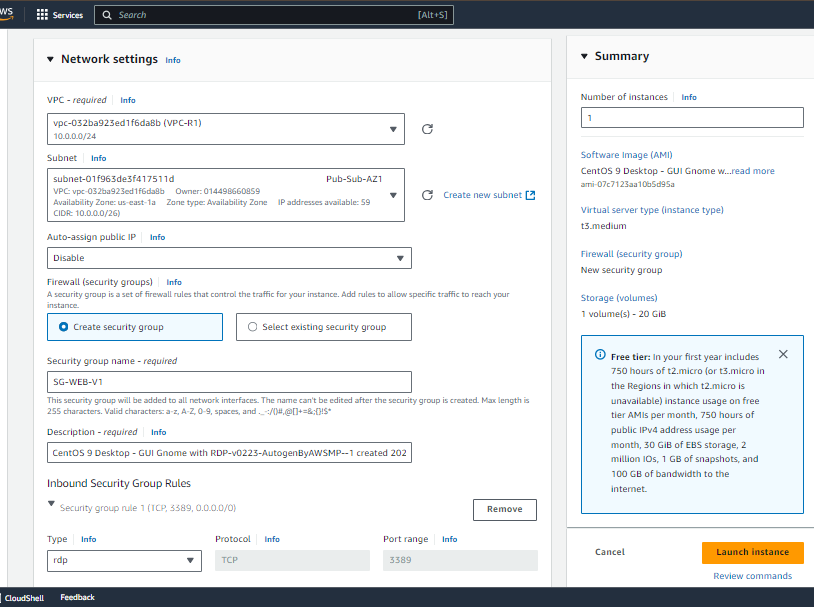 WS
Services
Search
[Alt+S]
Network settings Info
VPC - required Info
vpc-032ba923ed1f6da8b (VPC-R1)
10.0.0.0/24
Subnet Info
subnet-01f963de3f417511d Pub-Sub-AZ1
VPC: vpc-032ba923ed1f6da8b Owner: 014498660859
Availability Zone: us-east-1a Zone type: Availability Zone IP addresses available: 59
CIDR: 10.0.0.0/26)
Create new subnet
Auto-assign public IP Info
Disable
Firewall (security groups) Info
A security group is a set of firewall rules that control the traffic for your instance. Add rules to allow specific traffic to reach your
instance.
Create security group
Select existing security group
Security group name - required
SG-WEB-V1
This security group will be added to all network interfaces. The name can't be edited after the security group is created. Max length is
255 characters. Valid characters: a-z, A-Z, 0-9, spaces, and ._-:/()#,@[]+=&;{}!$*
Description - required Info
CentOS 9 Desktop - GUI Gnome with RDP-v0223-AutogenByAWSMP--1 created 202
Inbound Security Group Rules
Security group rule 1 (TCP, 3389, 0.0.0.0/0)
Remove
Type Info
Protocol Info
Port range Info
rdp
TCP
3389
Summary
Number of instances Info
1
Software Image (AMI)
CentOS 9 Desktop - GUI Gnome w...read more
ami-07c7123aa10b5d95a
Virtual server type (instance type)
t3.medium
Firewall (security group)
New security group
Storage (volumes)
1 volume(s) - 20 GiB
Free tier: In your first year includes
750 hours of t2.micro (or t3.micro in
the Regions in which t2.micro is
unavailable) instance usage on free
tier AMIs per month, 750 hours of
public IPv4 address usage per
month, 30 GiB of EBS storage, 2
million IOs, 1 GB of snapshots, and
100 GB of bandwidth to the
internet.
Cancel
Launch instance
Review commands
CloudShell
Feedback